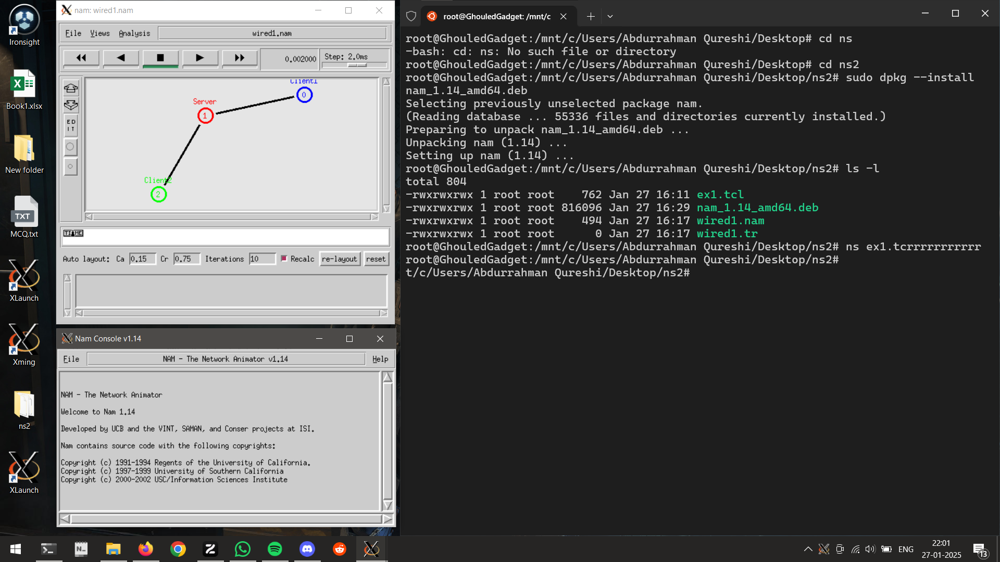 Ironsight
Book1.xlsx
New folder
TXT
MCQ.txt
XLaunch
Xming
ns2
XLaunch
nam: wired1.nam
File Views Analysis wired1.nam
0.002000 Step: 2.0ms
ED
IT
Client1
0
Server
1
Client2
2
TIME
Auto layout: Ca 0.15 Cr 0.75 Iterations 10 Recalc re-layout reset
Nam Console v1.14
File NAM - The Network Animator v1.14 Help
NAM - The Network Animator
Welcome to Nam 1.14
Developed by UCB and the VINT, SAMAN, and Conser projects at ISI.
Nam contains source code with the following copyrights:
Copyright (c) 1991-1994 Regents of the University of California.
Copyright (c) 1997-1999 University of Southern California
Copyright (c) 2000-2002 USC/Information Sciences Institute
root@GhouledGadget: /mnt/c
root@GhouledGadget:/mnt/c/Users/Abdurrahman Qureshi/Desktop# cd ns
-bash: cd: ns: No such file or directory
root@GhouledGadget:/mnt/c/Users/Abdurrahman Qureshi/Desktop# cd ns2
root@GhouledGadget:/mnt/c/Users/Abdurrahman Qureshi/Desktop/ns2# sudo dpkg --install
nam_1.14_amd64.deb
Selecting previously unselected package nam.
(Reading database ... 55336 files and directories currently installed.)
Preparing to unpack nam_1.14_amd64.deb ...
Unpacking nam (1.14) ...
Setting up nam (1.14) ...
root@GhouledGadget:/mnt/c/Users/Abdurrahman Qureshi/Desktop/ns2# ls -l
total 804
-rwxrwxrwx 1 root root    762 Jan 27 16:11 ex1.tcl
-rwxrwxrwx 1 root root 816096 Jan 27 16:29 nam_1.14_amd64.deb
-rwxrwxrwx 1 root root    494 Jan 27 16:17 wired1.nam
-rwxrwxrwx 1 root root      0 Jan 27 16:17 wired1.tr
root@GhouledGadget:/mnt/c/Users/Abdurrahman Qureshi/Desktop/ns2# ns ex1.tcrrrrrrrrrrr
root@GhouledGadget:/mnt/c/Users/Abdurrahman Qureshi/Desktop/ns2#
t/c/Users/Abdurrahman Qureshi/Desktop/ns2#
ENG
22:01
27-01-2025
13